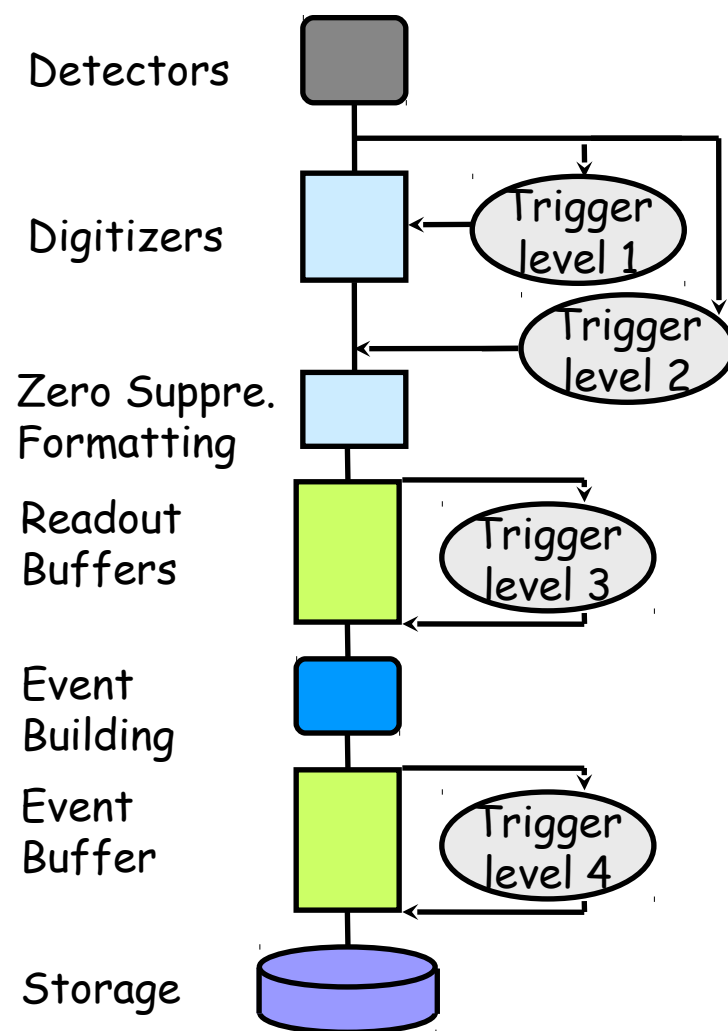 Detectors
Trigger
level 1
Digitizers
Trigger
level 2
Zero Suppre.
Formatting
Readout
Buffers
Trigger
level 3
Event
Building
Event
Buffer
Trigger
level 4
Storage